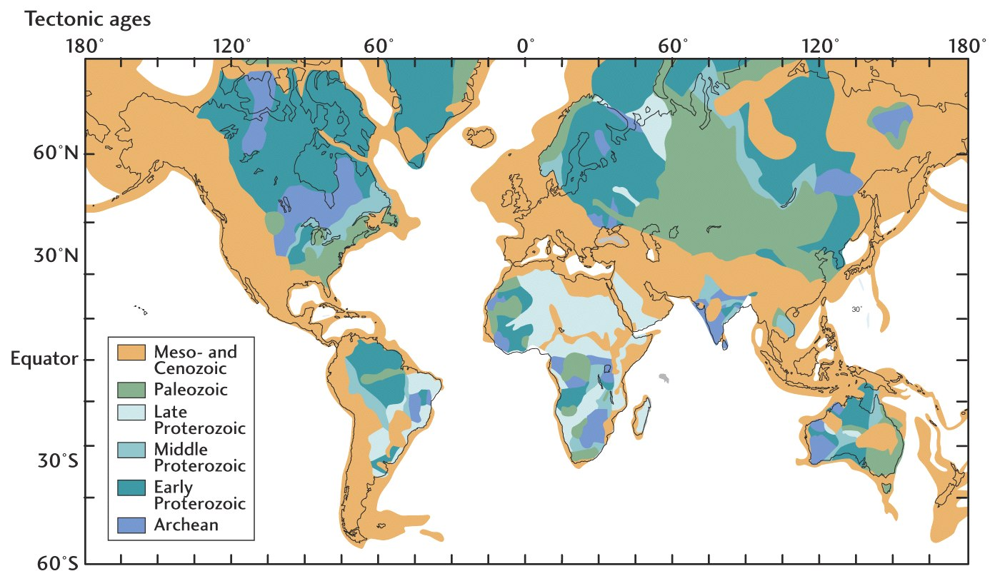 Tectonic ages
180° 120° 60° 0° 60° 120° 180°
60°N
30°N
30°
Equator
30°S
60°S
Meso- and
Cenozoic
Paleozoic
Late
Proterozoic
Middle
Proterozoic
Early
Proterozoic
Archean